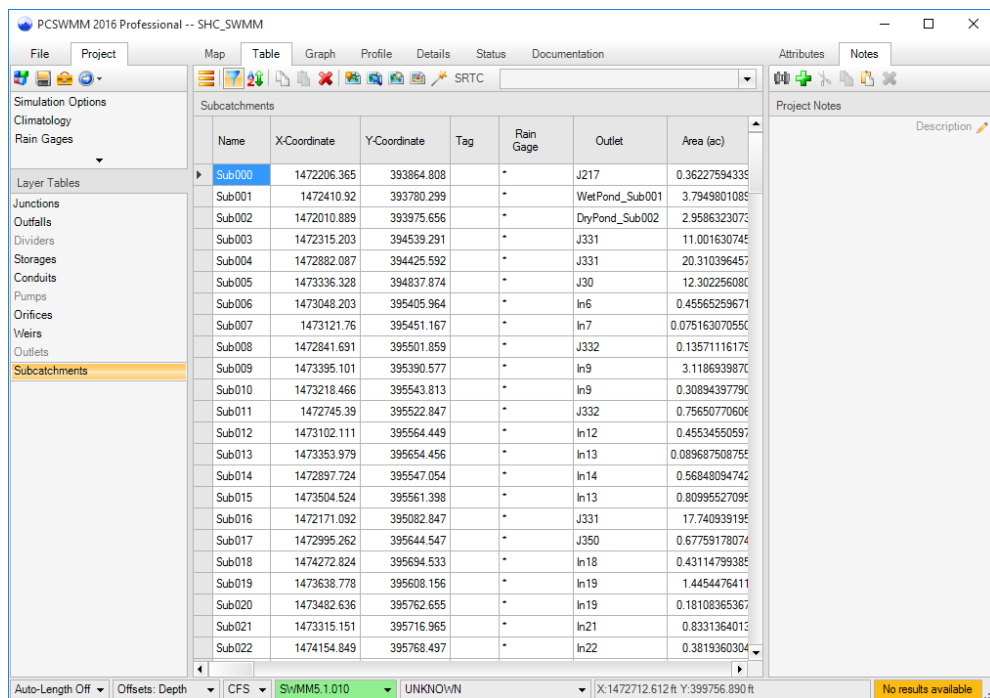 PCSWMM 2016 Professional -- SHC_SWMM
File Project Map Table Graph Profile Details Status Documentation Attributes Notes
SRTC
Simulation Options
Climatology
Rain Gages
Layer Tables
Junctions
Outfalls
Dividers
Storages
Conduits
Pumps
Orifices
Weirs
Outlets
Subcatchments
Subcatchments
Name X-Coordinate Y-Coordinate Tag Rain Gage Outlet Area (ac)
Sub000 1472206.365 393864.808 * J217 0.36227594339
Sub001 1472410.92 393780.299 * WetPond_Sub001 3.7949801089
Sub002 1472010.889 393975.656 * DryPond_Sub002 2.9586323073
Sub003 1472315.203 394539.291 * J331 11.001630745
Sub004 1472882.087 394425.592 * J331 20.310396457
Sub005 1473336.328 394837.874 * J30 12.302256080
Sub006 1473048.203 395405.964 * In6 0.45565259671
Sub007 1473121.76 395451.167 * In7 0.075163070550
Sub008 1472841.691 395501.859 * J332 0.13571116179
Sub009 1473395.101 395390.577 * In9 3.1186939870
Sub010 1473218.466 395543.813 * In9 0.30894397790
Sub011 1472745.39 395522.847 * J332 0.75650770606
Sub012 1473102.111 395564.449 * In12 0.45534550597
Sub013 1473353.979 395654.456 * In13 0.089687508755
Sub014 1472897.724 395547.054 * In14 0.56848094742
Sub015 1473504.524 395561.398 * In13 0.80995527095
Sub016 1472171.092 395082.847 * J331 17.740939195
Sub017 1472995.262 395644.547 * J350 0.67759178074
Sub018 1474272.824 395694.533 * In18 0.43114799385
Sub019 1473638.778 395608.156 * In19 1.4454476411
Sub020 1473482.636 395762.655 * In19 0.18108365367
Sub021 1473315.151 395716.965 * In21 0.8331364013
Sub022 1474154.849 395768.497 * In22 0.3819360304
Project Notes
Description
Auto-Length Off Offsets: Depth CFS SWMM5.1.010 UNKNOWN X:1472712.612ft Y:399756.890ft No results available